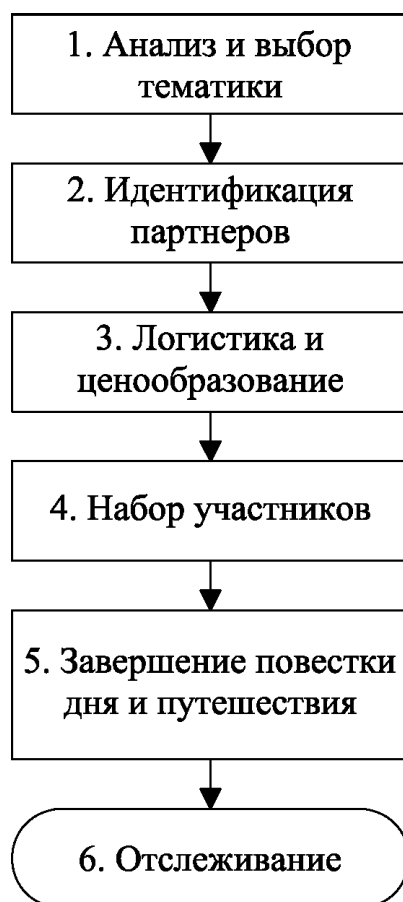 1. Анализ и выбор
тематики
2. Идентификация
партнеров
3. Логистика и
ценообразование
4. Набор участников
5. Завершение повестки
дня и путешествия
6. Отслеживание